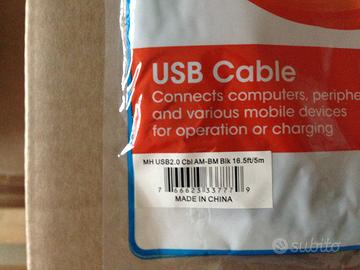 USB Cable
Connects computers, periphe
and various mobile devices
for operation or charging
MH USB2.0 Cbl AM-BM Blk 16.5ft/5m
7 66623 33777 9
MADE IN CHINA
subito